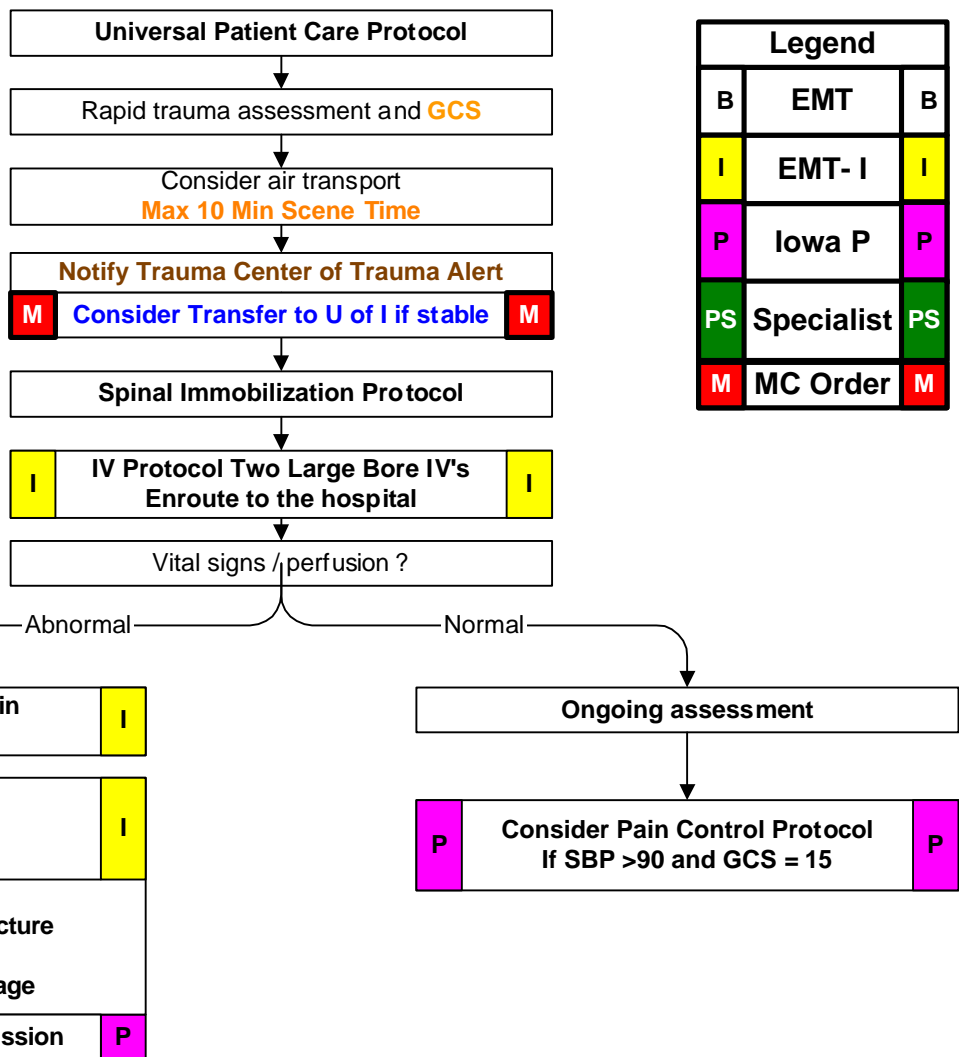 Universal Patient Care Protocol
Rapid trauma assessment and GCS
Consider air transport
Max 10 Min Scene Time
Notify Trauma Center of Trauma Alert
M Consider Transfer to U of I if stable M
Spinal Immobilization Protocol
I IV Protocol Two Large Bore IV's I
Enroute to the hospital
Vital signs / perfusion ?
Abnormal
Normal
in
I
I
cture
age
ssion P
Ongoing assessment
P Consider Pain Control Protocol P
If SBP >90 and GCS = 15
Legend
B EMT B
I EMT- I I
P Iowa P P
PS Specialist PS
M MC Order M